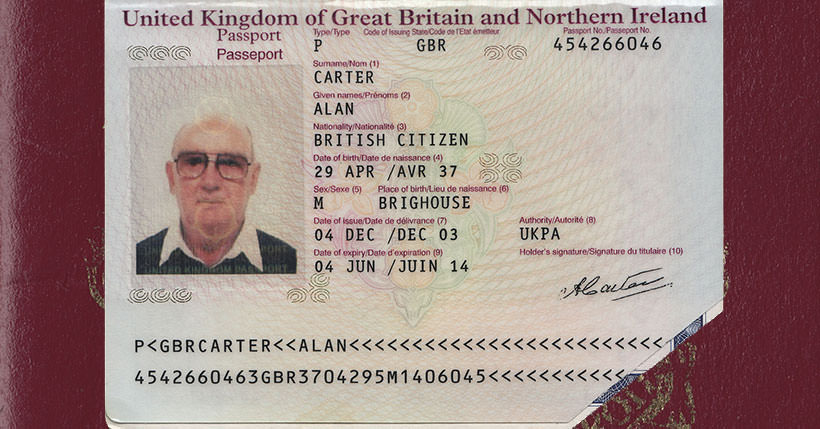 United Kingdom of Great Britain and Northern Ireland
Passport
Passeport
Type/Type Code of Issuing State/Code de l'Etat émetteur Passport No./Passeport No.
P GBR 454266046
Surname/Nom (1)
CARTER
Given names/Prénoms (2)
ALAN
Nationality/Nationalité (3)
BRITISH CITIZEN
Date of birth/Date de naissance (4)
29 APR /AVR 37
Sex/Sexe (5) Place of birth/Lieu de naissance (6)
M BRIGHOUSE
Date of issue/Date de délivrance (7) Authority/Autorité (8)
04 DEC /DEC 03 UKPA
Date of expiry/Date d'expiration (9) Holder's signature/Signature du titulaire (10)
04 JUN /JUIN 14
ACarter
UNITED KINGDOM PASSPORT
P<GBRCARTER<<ALAN<<<<<<<<<<<<<<<<<<<<<<<<<<
4542660463GBR3704295M1406045<<<<<<<<<<<